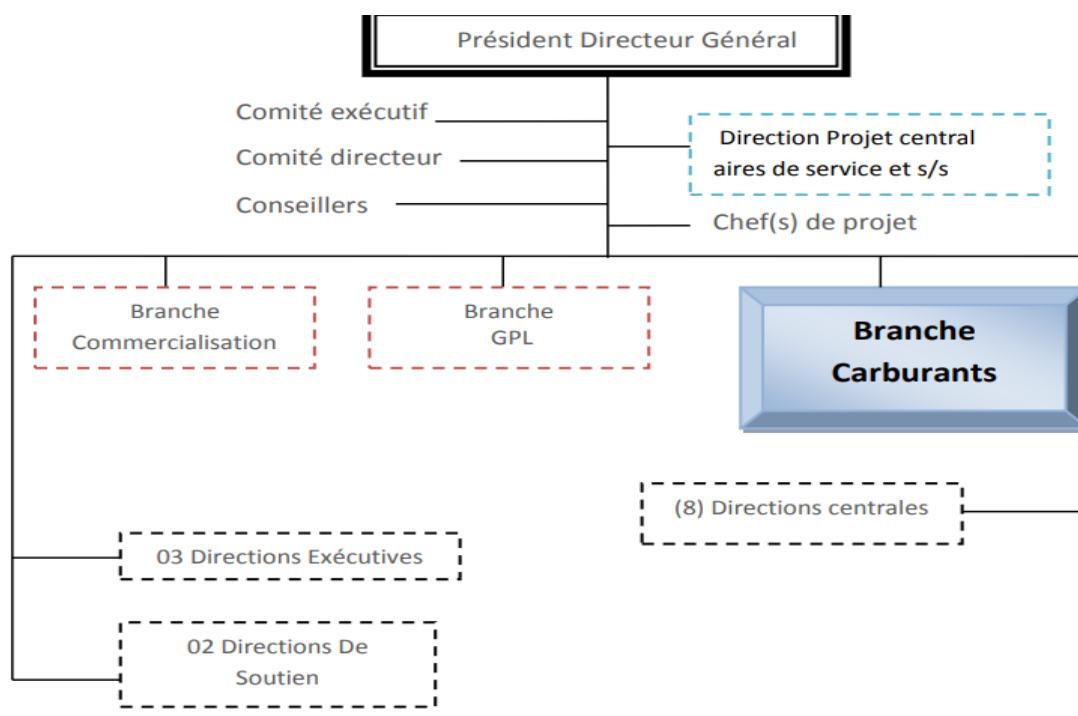 Président Directeur Général
Comité exécutif
Direction Projet central
aires de service et s/s
Comité directeur
Conseillers
Chef(s) de projet
Branche
Commercialisation
Branche
GPL
Branche
Carburants
(8) Directions centrales
03 Directions Exécutives
02 Directions De
Soutien